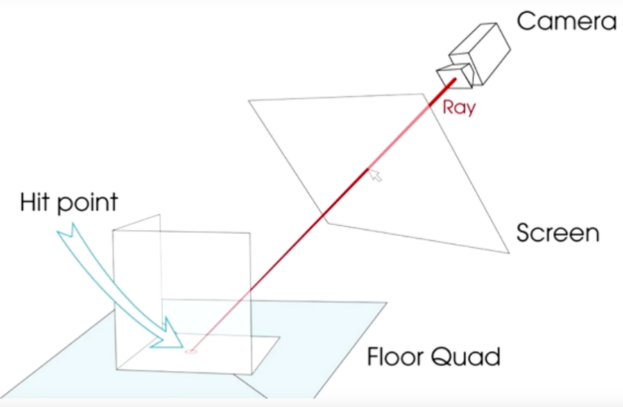 Camera
Ray
Hit point
Screen
Floor Quad